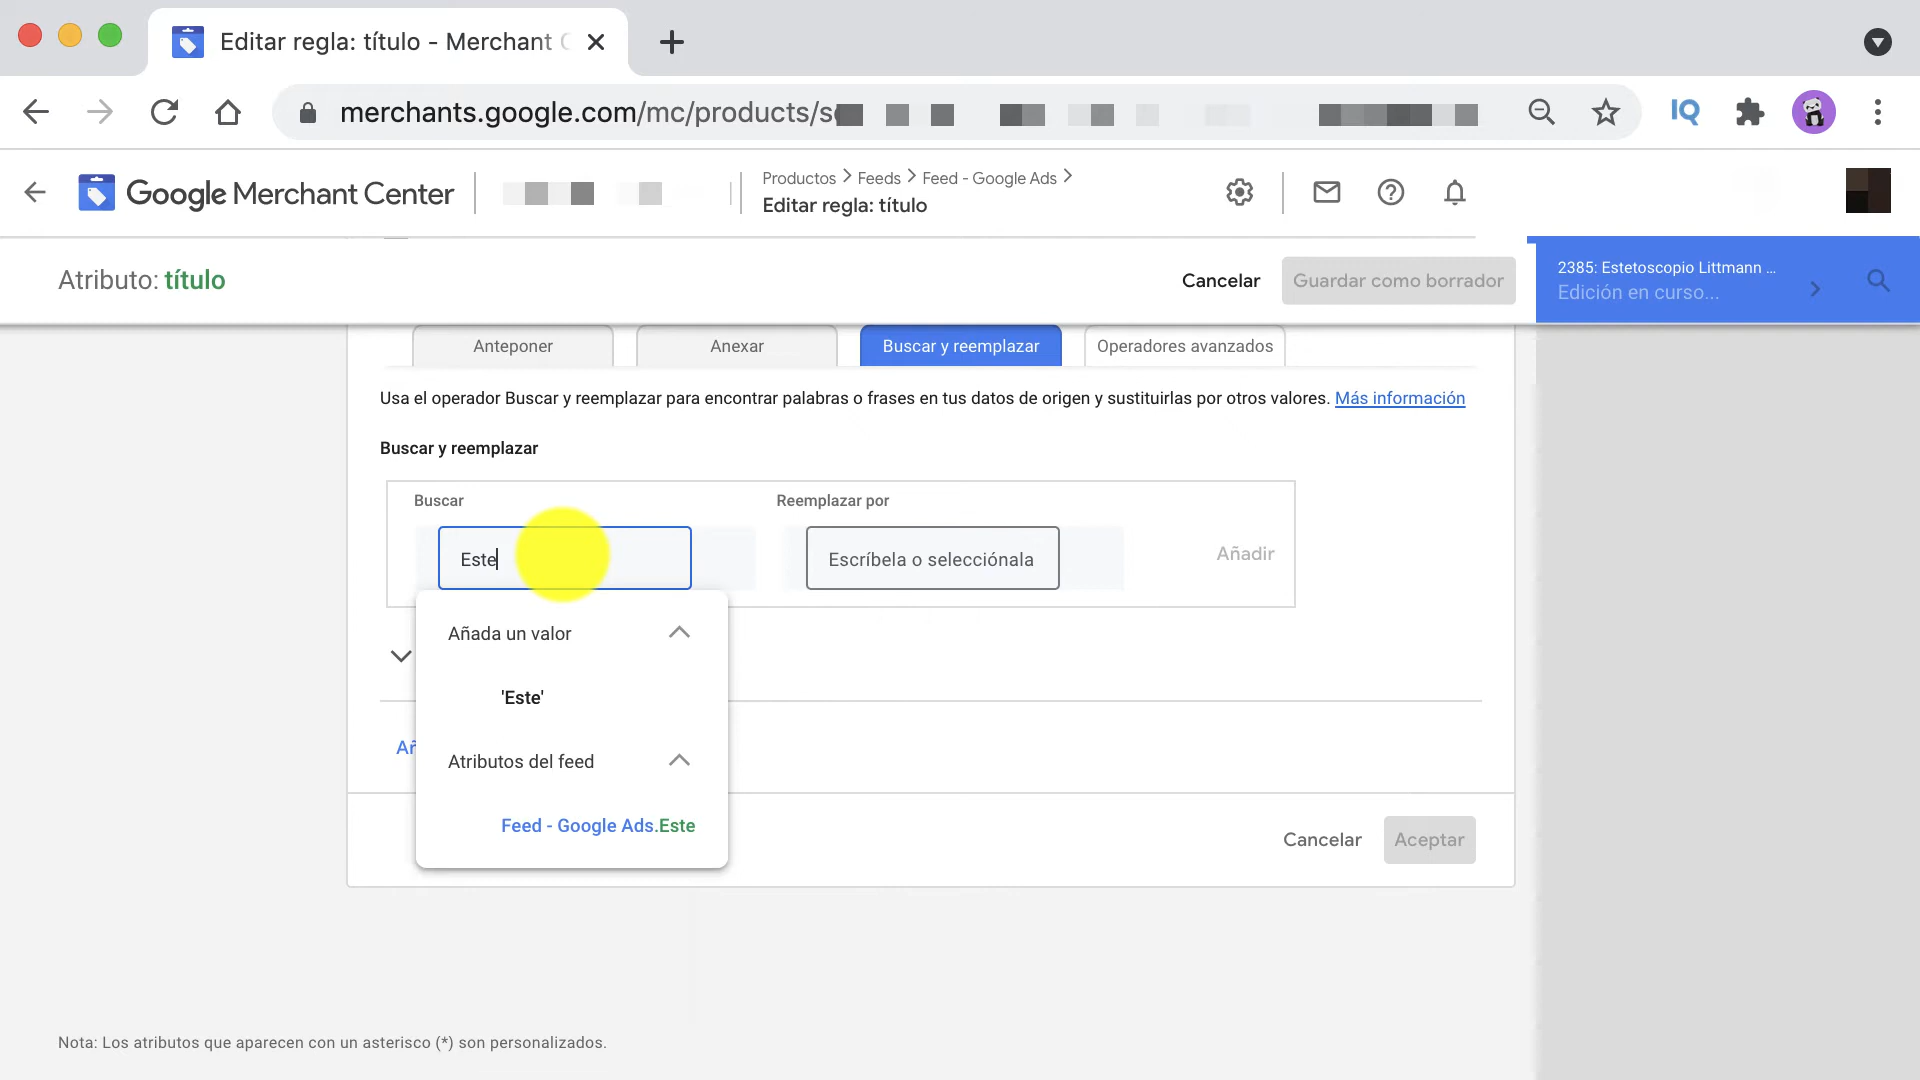 Editar regla: título - Merchant C
merchants.google.com/mc/products/s
IQ
Google Merchant Center
Productos > Feeds > Feed - Google Ads >
Editar regla: título
Atributo: título
Cancelar
Guardar como borrador
2385: Estetoscopio Littmann ...
Edición en curso...
Anteponer
Anexar
Buscar y reemplazar
Operadores avanzados
Usa el operador Buscar y reemplazar para encontrar palabras o frases en tus datos de origen y sustituirlas por otros valores. Más información
Buscar y reemplazar
Buscar
Reemplazar por
Este
Escríbela o selecciónala
Añadir
Añada un valor
'Este'
Añ
Atributos del feed
Feed - Google Ads.Este
Cancelar
Aceptar
Nota: Los atributos que aparecen con un asterisco (*) son personalizados.